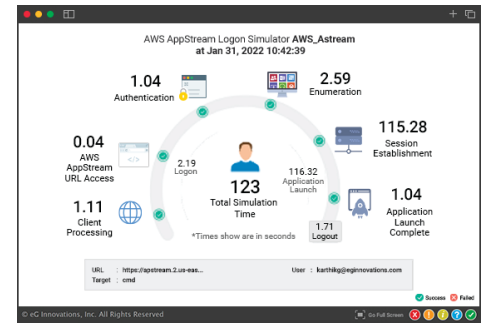 AWS AppStream Logon Simulator AWS_Astream
at Jan 31, 2022 10:42:39
1.04
Authentication
2.59
Enumeration
0.04
AWS
AppStream
URL Access
115.28
Session
Establishment
1.11
Client
Processing
1.04
Application
Launch
Complete
2.19
Logon
116.32
Application
Launch
123
Total Simulation
Time
1.71
Logout
*Times show are in seconds
URL : https://apstream.2.us-eas...
User : karthikg@eginnovations.com
Target : cmd
Success
Failed
© eG Innovations, Inc. All Rights Reserved
Go Full Screen